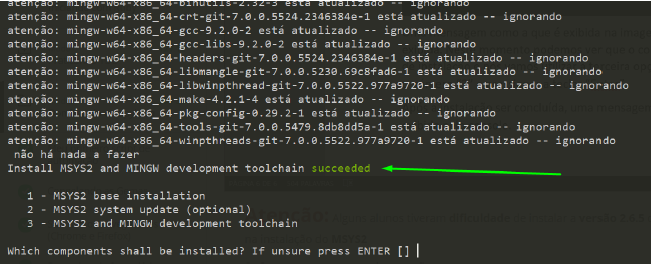 atenção: mingw-w64-x86_64-binutils-2.32-3 está atualizado -- ignorando
atenção: mingw-w64-x86_64-crt-git-7.0.0.5524.2346384e-1 está atualizado -- ignorando
atenção: mingw-w64-x86_64-gcc-9.2.0-2 está atualizado -- ignorando
atenção: mingw-w64-x86_64-gcc-libs-9.2.0-2 está atualizado -- ignorando
atenção: mingw-w64-x86_64-headers-git-7.0.0.5524.2346384e-1 está atualizado -- ignorando
atenção: mingw-w64-x86_64-libmangle-git-7.0.0.5230.69c8fad6-1 está atualizado -- ignorando
atenção: mingw-w64-x86_64-libwinpthread-git-7.0.0.5522.977a9720-1 está atualizado -- ignorando
atenção: mingw-w64-x86_64-make-4.2.1-4 está atualizado -- ignorando
atenção: mingw-w64-x86_64-pkg-config-0.29.2-1 está atualizado -- ignorando
atenção: mingw-w64-x86_64-tools-git-7.0.0.5479.8db8dd5a-1 está atualizado -- ignorando
atenção: mingw-w64-x86_64-winpthreads-git-7.0.0.5522.977a9720-1 está atualizado -- ignorando
não há nada a fazer
Install MSYS2 and MINGW development toolchain succeeded
1 - MSYS2 base installation
2 - MSYS2 system update (optional)
3 - MSYS2 and MINGW development toolchain
Which components shall be installed? If unsure press ENTER []